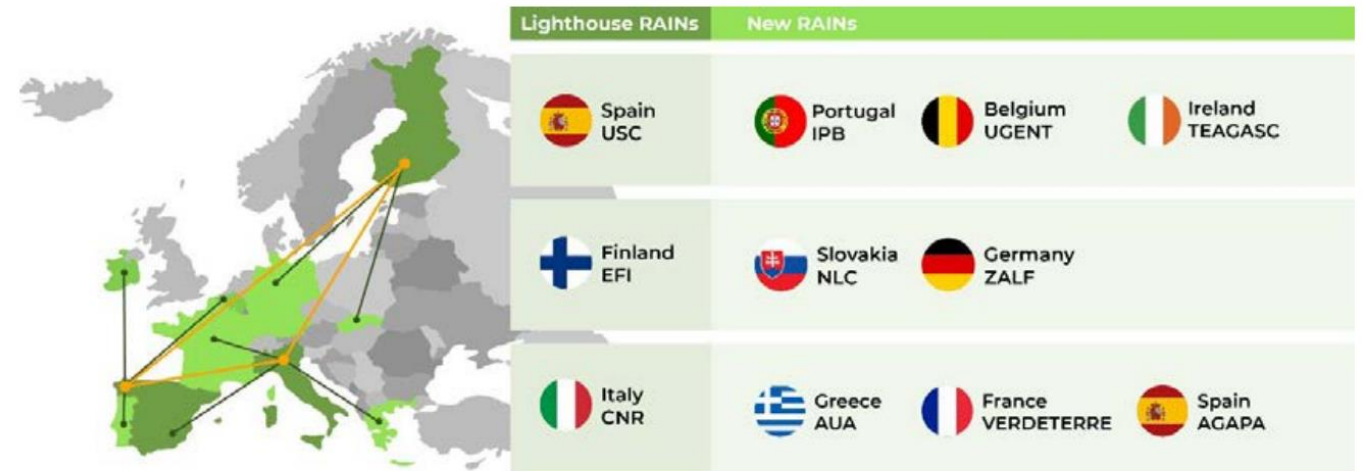 Lighthouse RAINs
New RAINs
Spain
USC
Portugal
IPB
Belgium
UGENT
Ireland
TEAGASC
Finland
EFI
Slovakia
NLC
Germany
ZALF
Italy
CNR
Greece
AUA
France
VERDETERRE
Spain
AGAPA